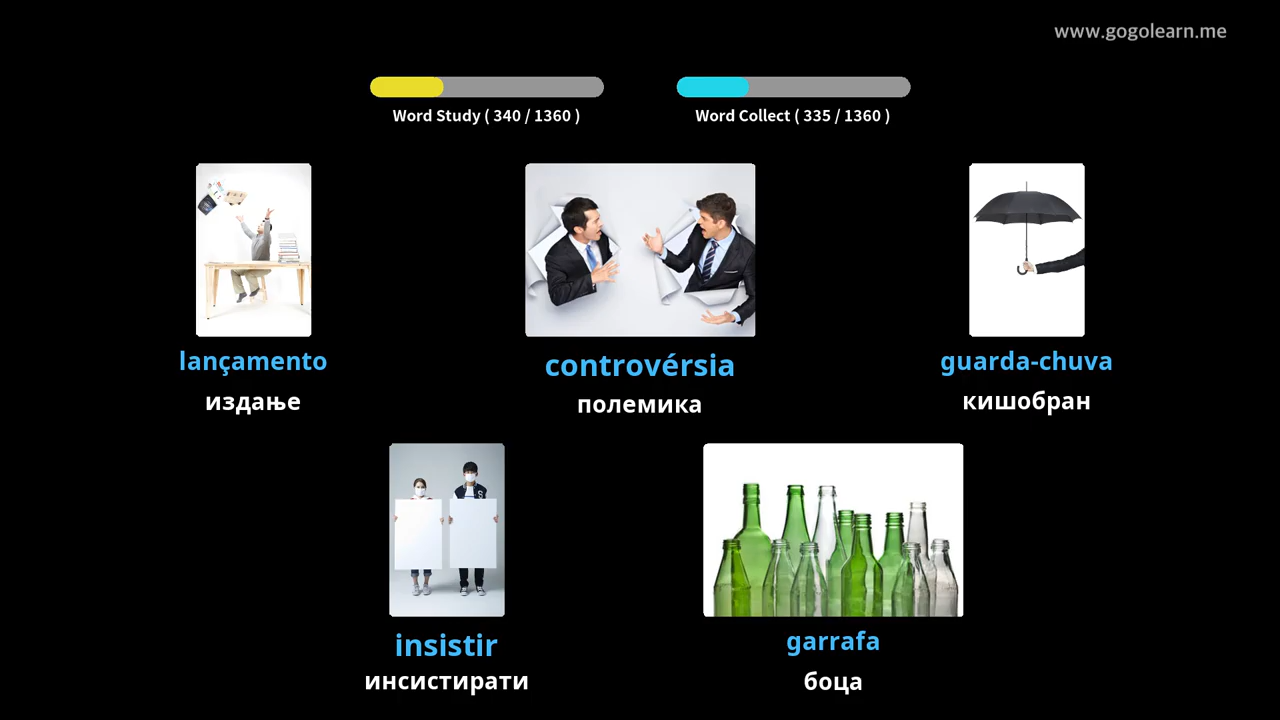 www.gogolearn.me
Word Study ( 340 / 1360 )
Word Collect ( 335 / 1360 )
lançamento
издање
controvérsia
полемика
guarda-chuva
кишобран
insistir
инсистирати
garrafa
боца